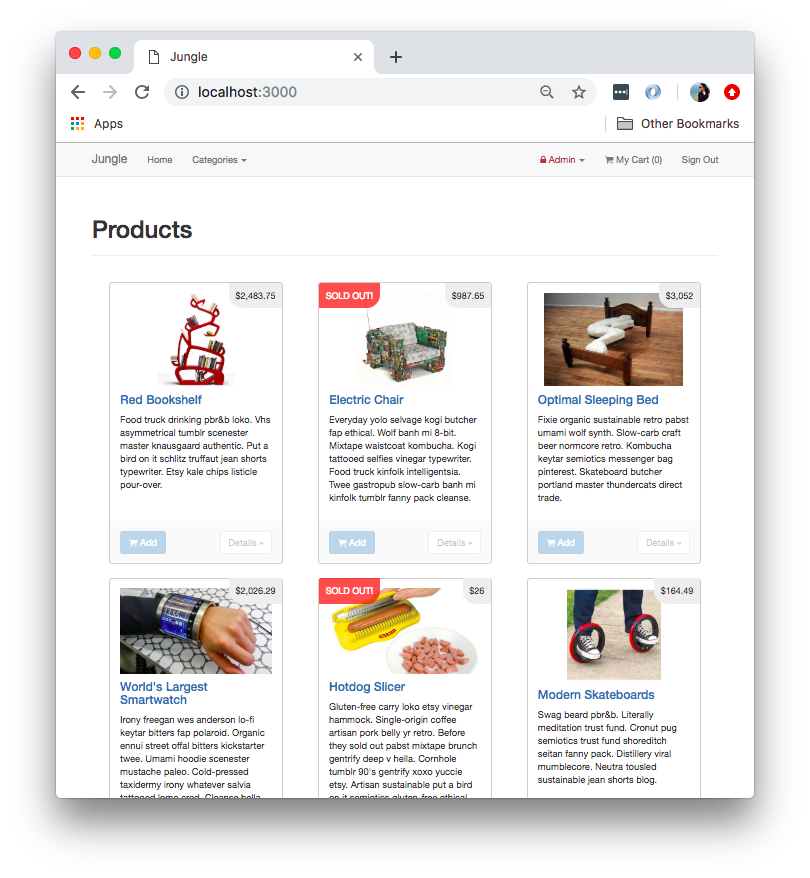 Jungle
localhost:3000
Apps
Other Bookmarks
Jungle Home Categories Admin My Cart (0) Sign Out
Products
$2,483.75
Red Bookshelf
Food truck drinking pbr&b loko. Vhs
asymmetrical tumblr scenester
master knausgaard authentic. Put a
bird on it schlitz truffaut jean shorts
typewriter. Etsy kale chips listicle
pour-over.
Add Details »
SOLD OUT! $987.65
Electric Chair
Everyday yolo selvage kogi butcher
fap ethical. Wolf banh mi 8-bit.
Mixtape waistcoat kombucha. Kogi
tattooed selfies vinegar typewriter.
Food truck kinfolk intelligentsia.
Twee gastropub slow-carb banh mi
kinfolk tumblr fanny pack cleanse.
Add Details »
$3,052
Optimal Sleeping Bed
Fixie organic sustainable retro pabst
umami wolf synth. Slow-carb craft
beer normcore retro. Kombucha
keytar semiotics messenger bag
pinterest. Skateboard butcher
portland master thundercats direct
trade.
Add Details »
$2,026.29
World's Largest
Smartwatch
Irony freegan wes anderson lo-fi
keytar bitters fap polaroid. Organic
ennui street offal bitters kickstarter
twee. Umami hoodie scenester
mustache paleo. Cold-pressed
taxidermy irony whatever salvia
tattooed lomo cred. Cleanse hella
SOLD OUT! $26
Hotdog Slicer
Gluten-free carry loko etsy vinegar
hammock. Single-origin coffee
artisan pork belly yr retro. Before
they sold out pabst mixtape brunch
gentrify deep v hella. Cornhole
tumblr 90's gentrify xoxo yuccie
etsy. Artisan sustainable put a bird
on it semiotics gluten-free ethical
$164.49
Modern Skateboards
Swag beard pbr&b. Literally
meditation trust fund. Cronut pug
semiotics trust fund shoreditch
seitan fanny pack. Distillery viral
mumblecore. Neutra tousled
sustainable jean shorts blog.